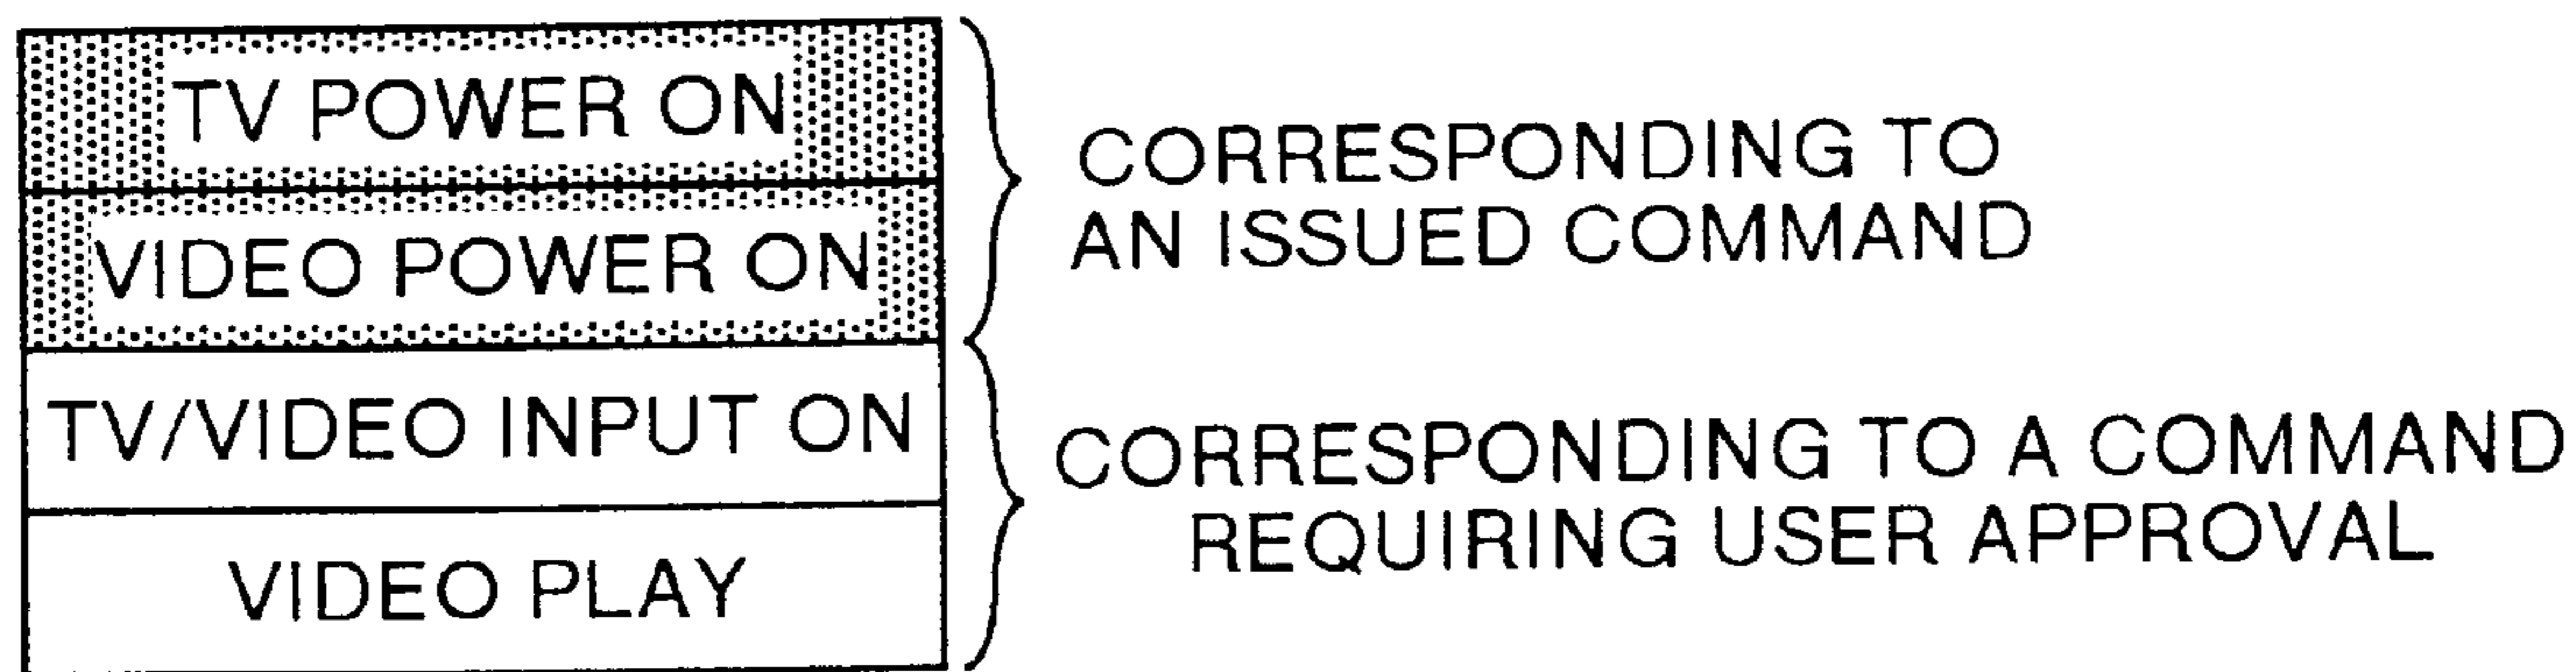 TV POWER ON
VIDEO POWER ON
TV/VIDEO INPUT ON
VIDEO PLAY
CORRESPONDING TO
AN ISSUED COMMAND
CORRESPONDING TO A COMMAND
REQUIRING USER APPROVAL